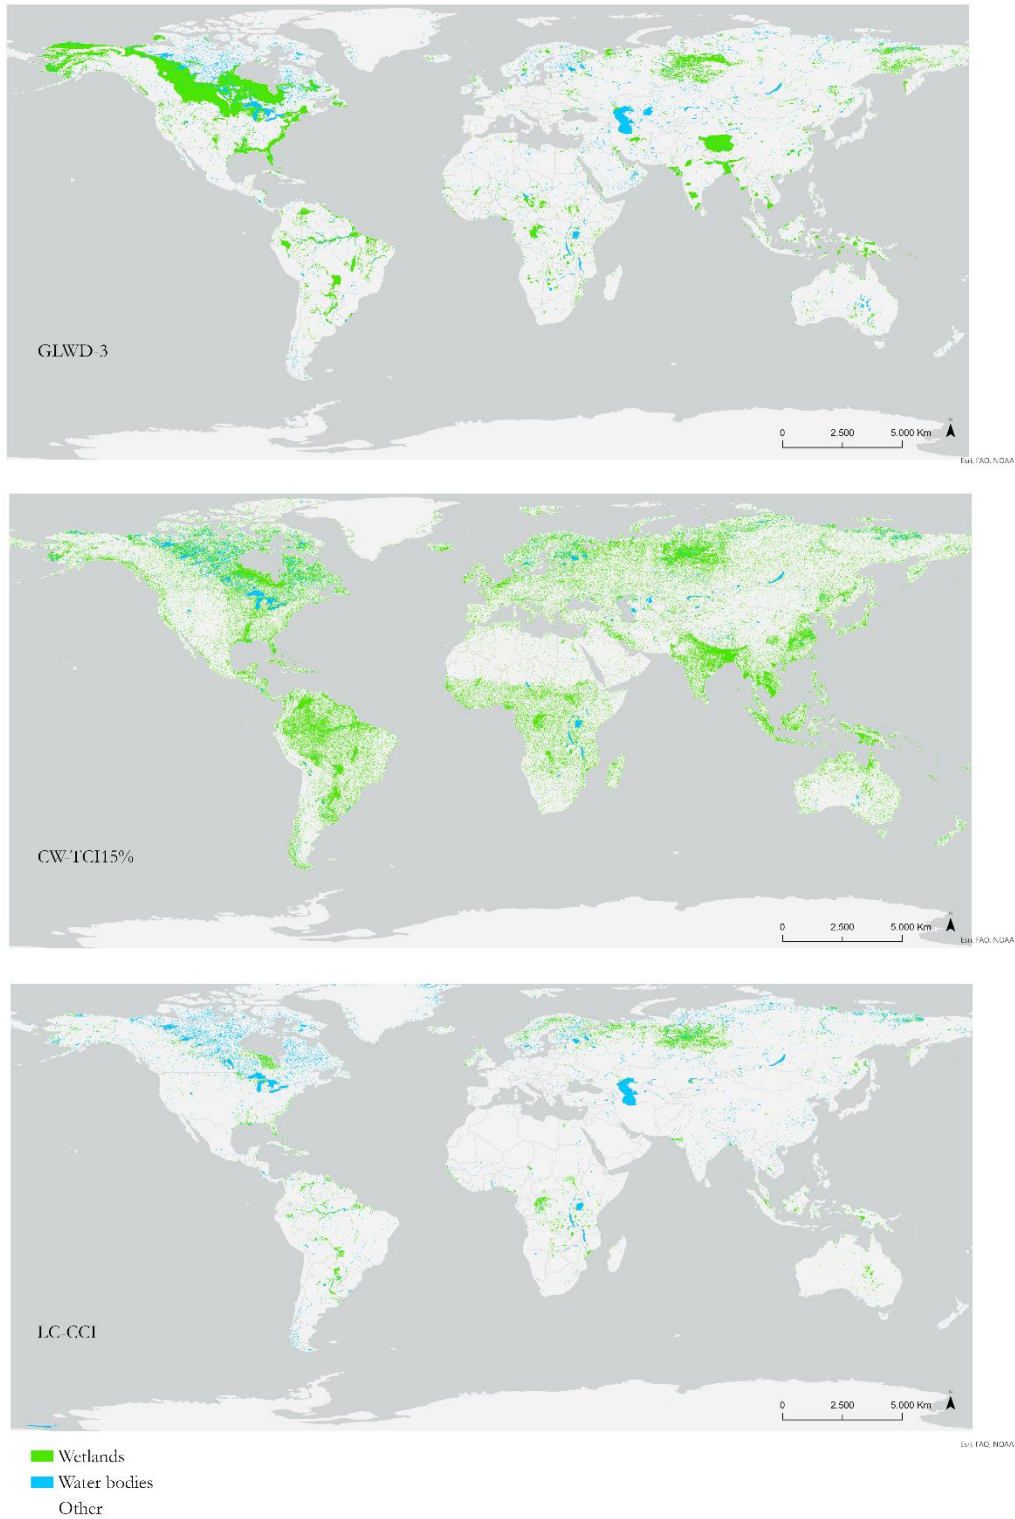 GLWD-3
0 2.500 5.000 Km
N
Esri, FAO, NOAA
CW-TCI15%
0 2.500 5.000 Km
N
Esri, FAO, NOAA
LC-CCI
0 2.500 5.000 Km
N
Esri, FAO, NOAA
Wetlands
Water bodies
Other